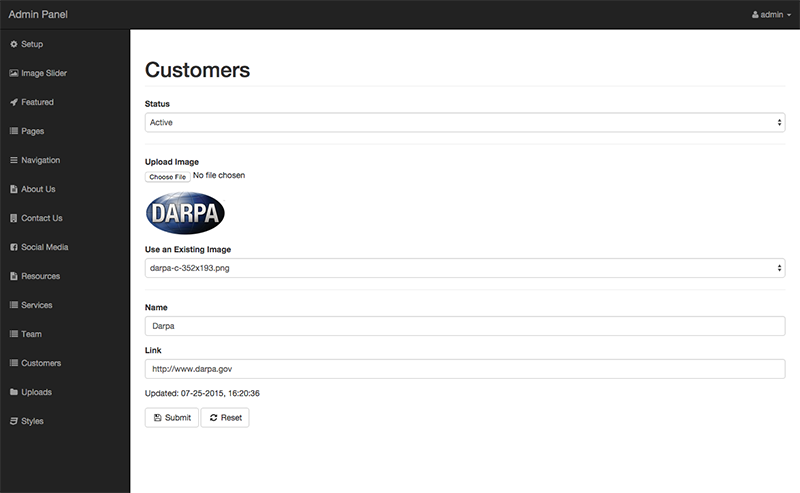 Admin Panel
admin
Setup
Image Slider
Featured
Pages
Navigation
About Us
Contact Us
Social Media
Resources
Services
Team
Customers
Uploads
Styles
Customers
Status
Active
Upload Image
Choose File No file chosen
DARPA
Use an Existing Image
darpa-c-352x193.png
Name
Darpa
Link
http://www.darpa.gov
Updated: 07-25-2015, 16:20:36
Submit Reset